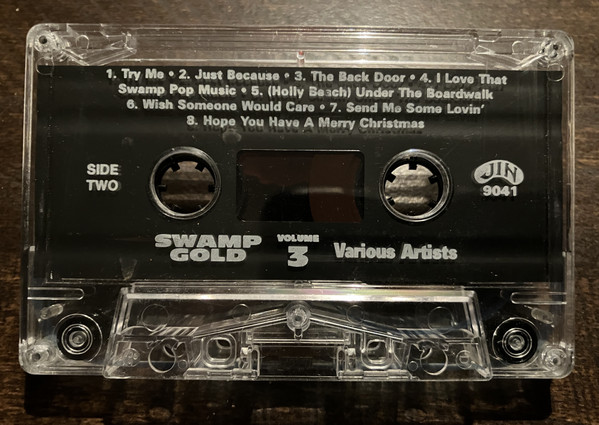 1. Try Me • 2. Just Because • 3. The Back Door • 4. I Love That
Swamp Pop Music • 5. (Holly Beach) Under The Boardwalk
6. Wish Someone Would Care • 7. Send Me Some Lovin'
8. Hope You Have A Merry Christmas
SIDE
TWO
JIN
9041
SWAMP
GOLD
VOLUME
3
Various Artists